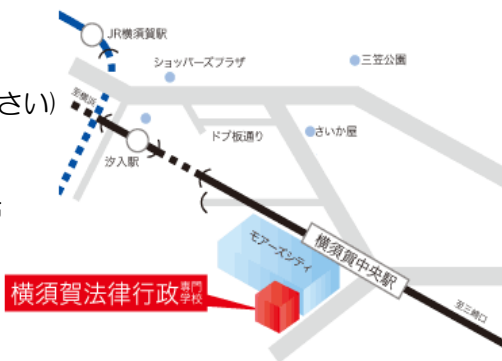 JR横須賀駅
ショッパーズプラザ
三笠公園
さい)
至横浜
ドブ板通り
さいか屋
汐入駅
モアーズシティ
横須賀中央駅
横須賀法律行政専門学校
至三崎口